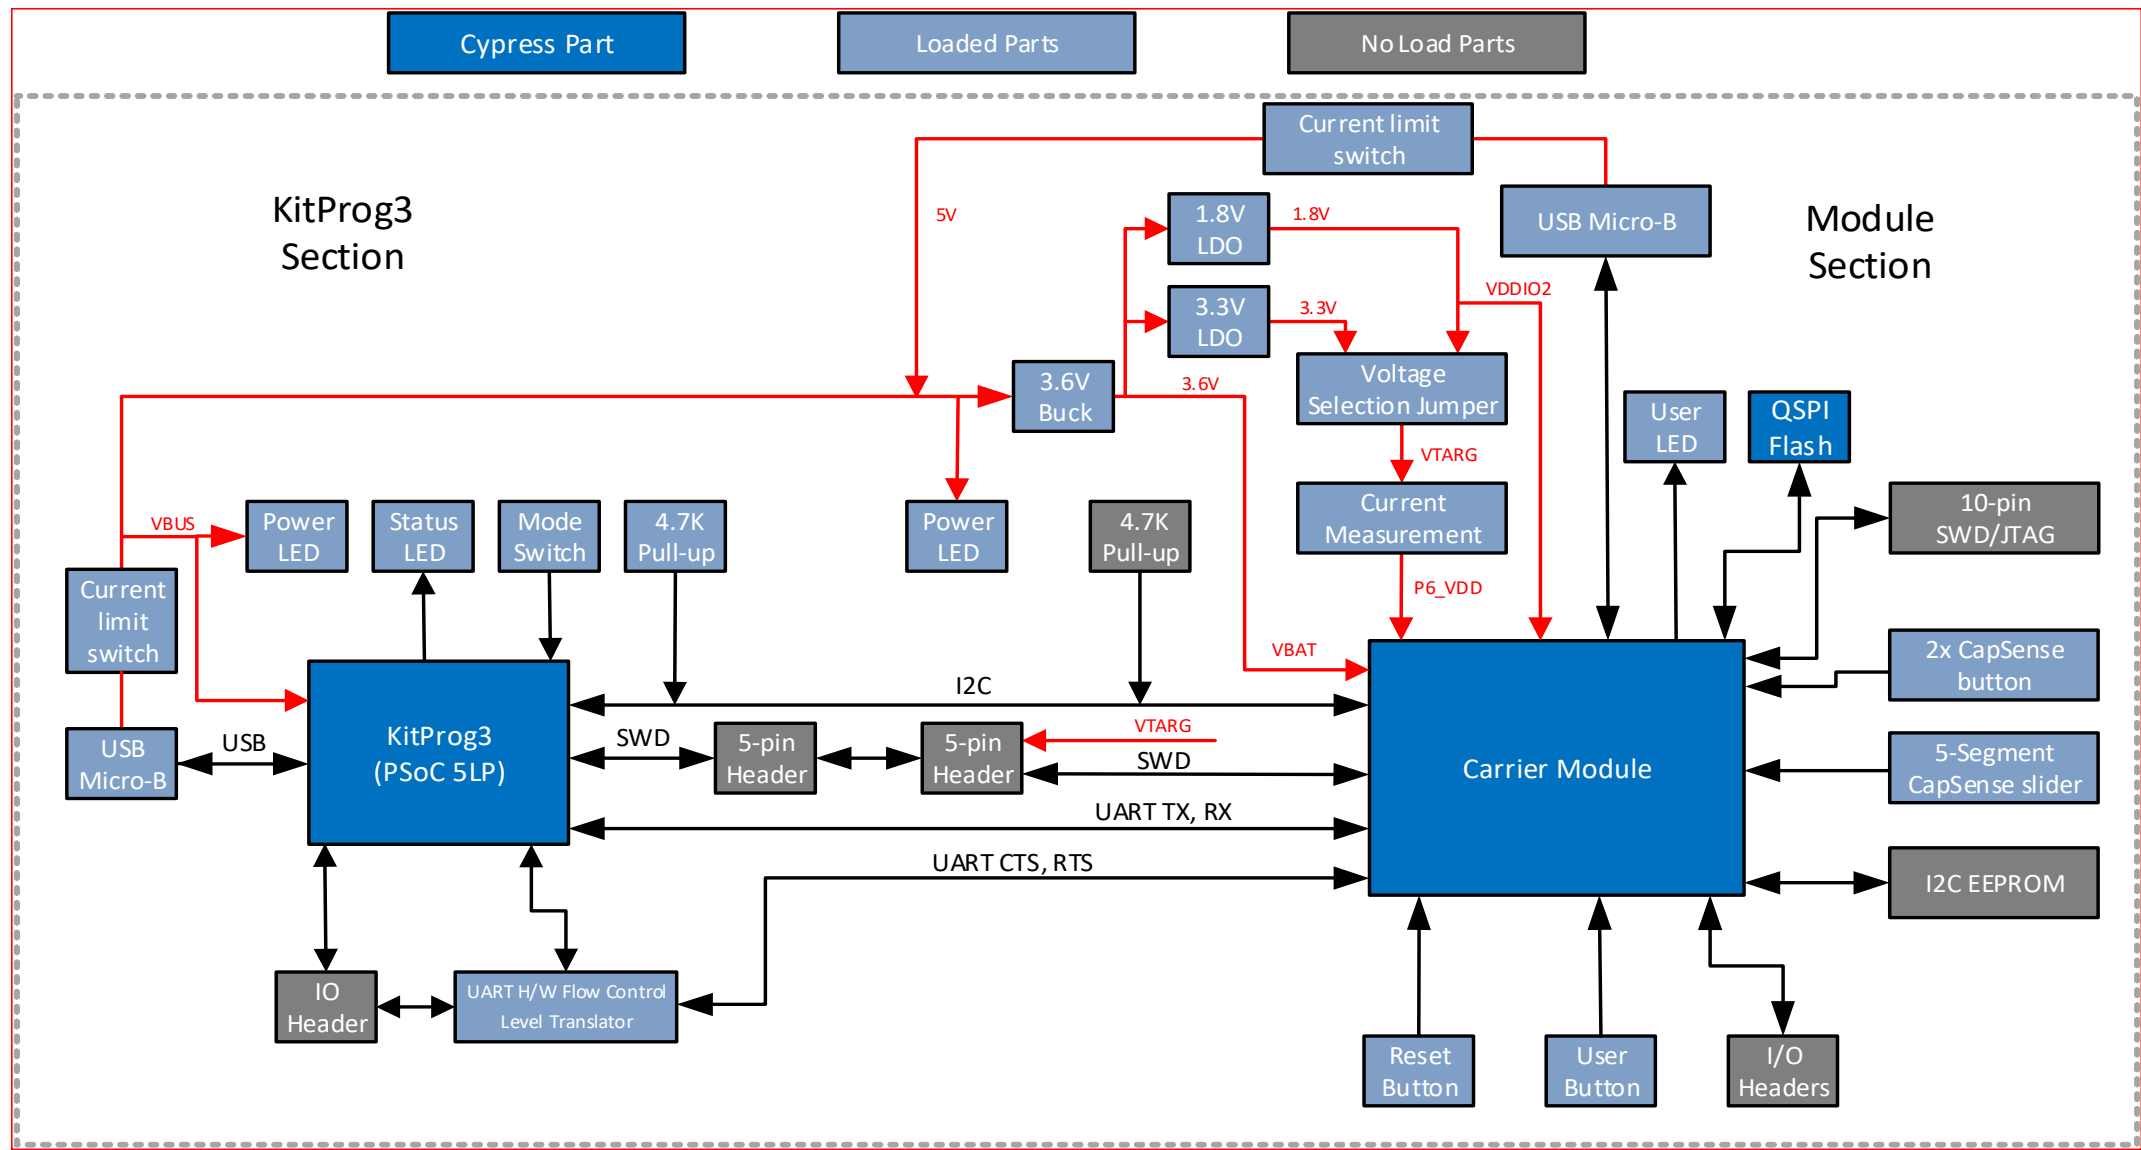 Cypress Part
Loaded Parts
No Load Parts
KitProg3
Section
Module
Section
Current limit
switch
5V
1.8V
LDO
1.8V
USB Micro-B
VDDIO2
3.3V
LDO
3.3V
3.6V
Buck
3.6V
Voltage
Selection Jumper
VTARG
Current
Measurement
P6_VDD
User
LED
QSPI
Flash
10-pin
SWD/JTAG
VBUS
Power
LED
Status
LED
Mode
Switch
4.7K
Pull-up
Power
LED
4.7K
Pull-up
Current
limit
switch
VBAT
2x CapSense
button
I2C
USB
Micro-B
USB
KitProg3
(PSoC 5LP)
SWD
5-pin
Header
5-pin
Header
VTARG
SWD
Carrier Module
5-Segment
CapSense slider
UART TX, RX
UART CTS, RTS
I2C EEPROM
IO
Header
UART H/W Flow Control
Level Translator
Reset
Button
User
Button
I/O
Headers